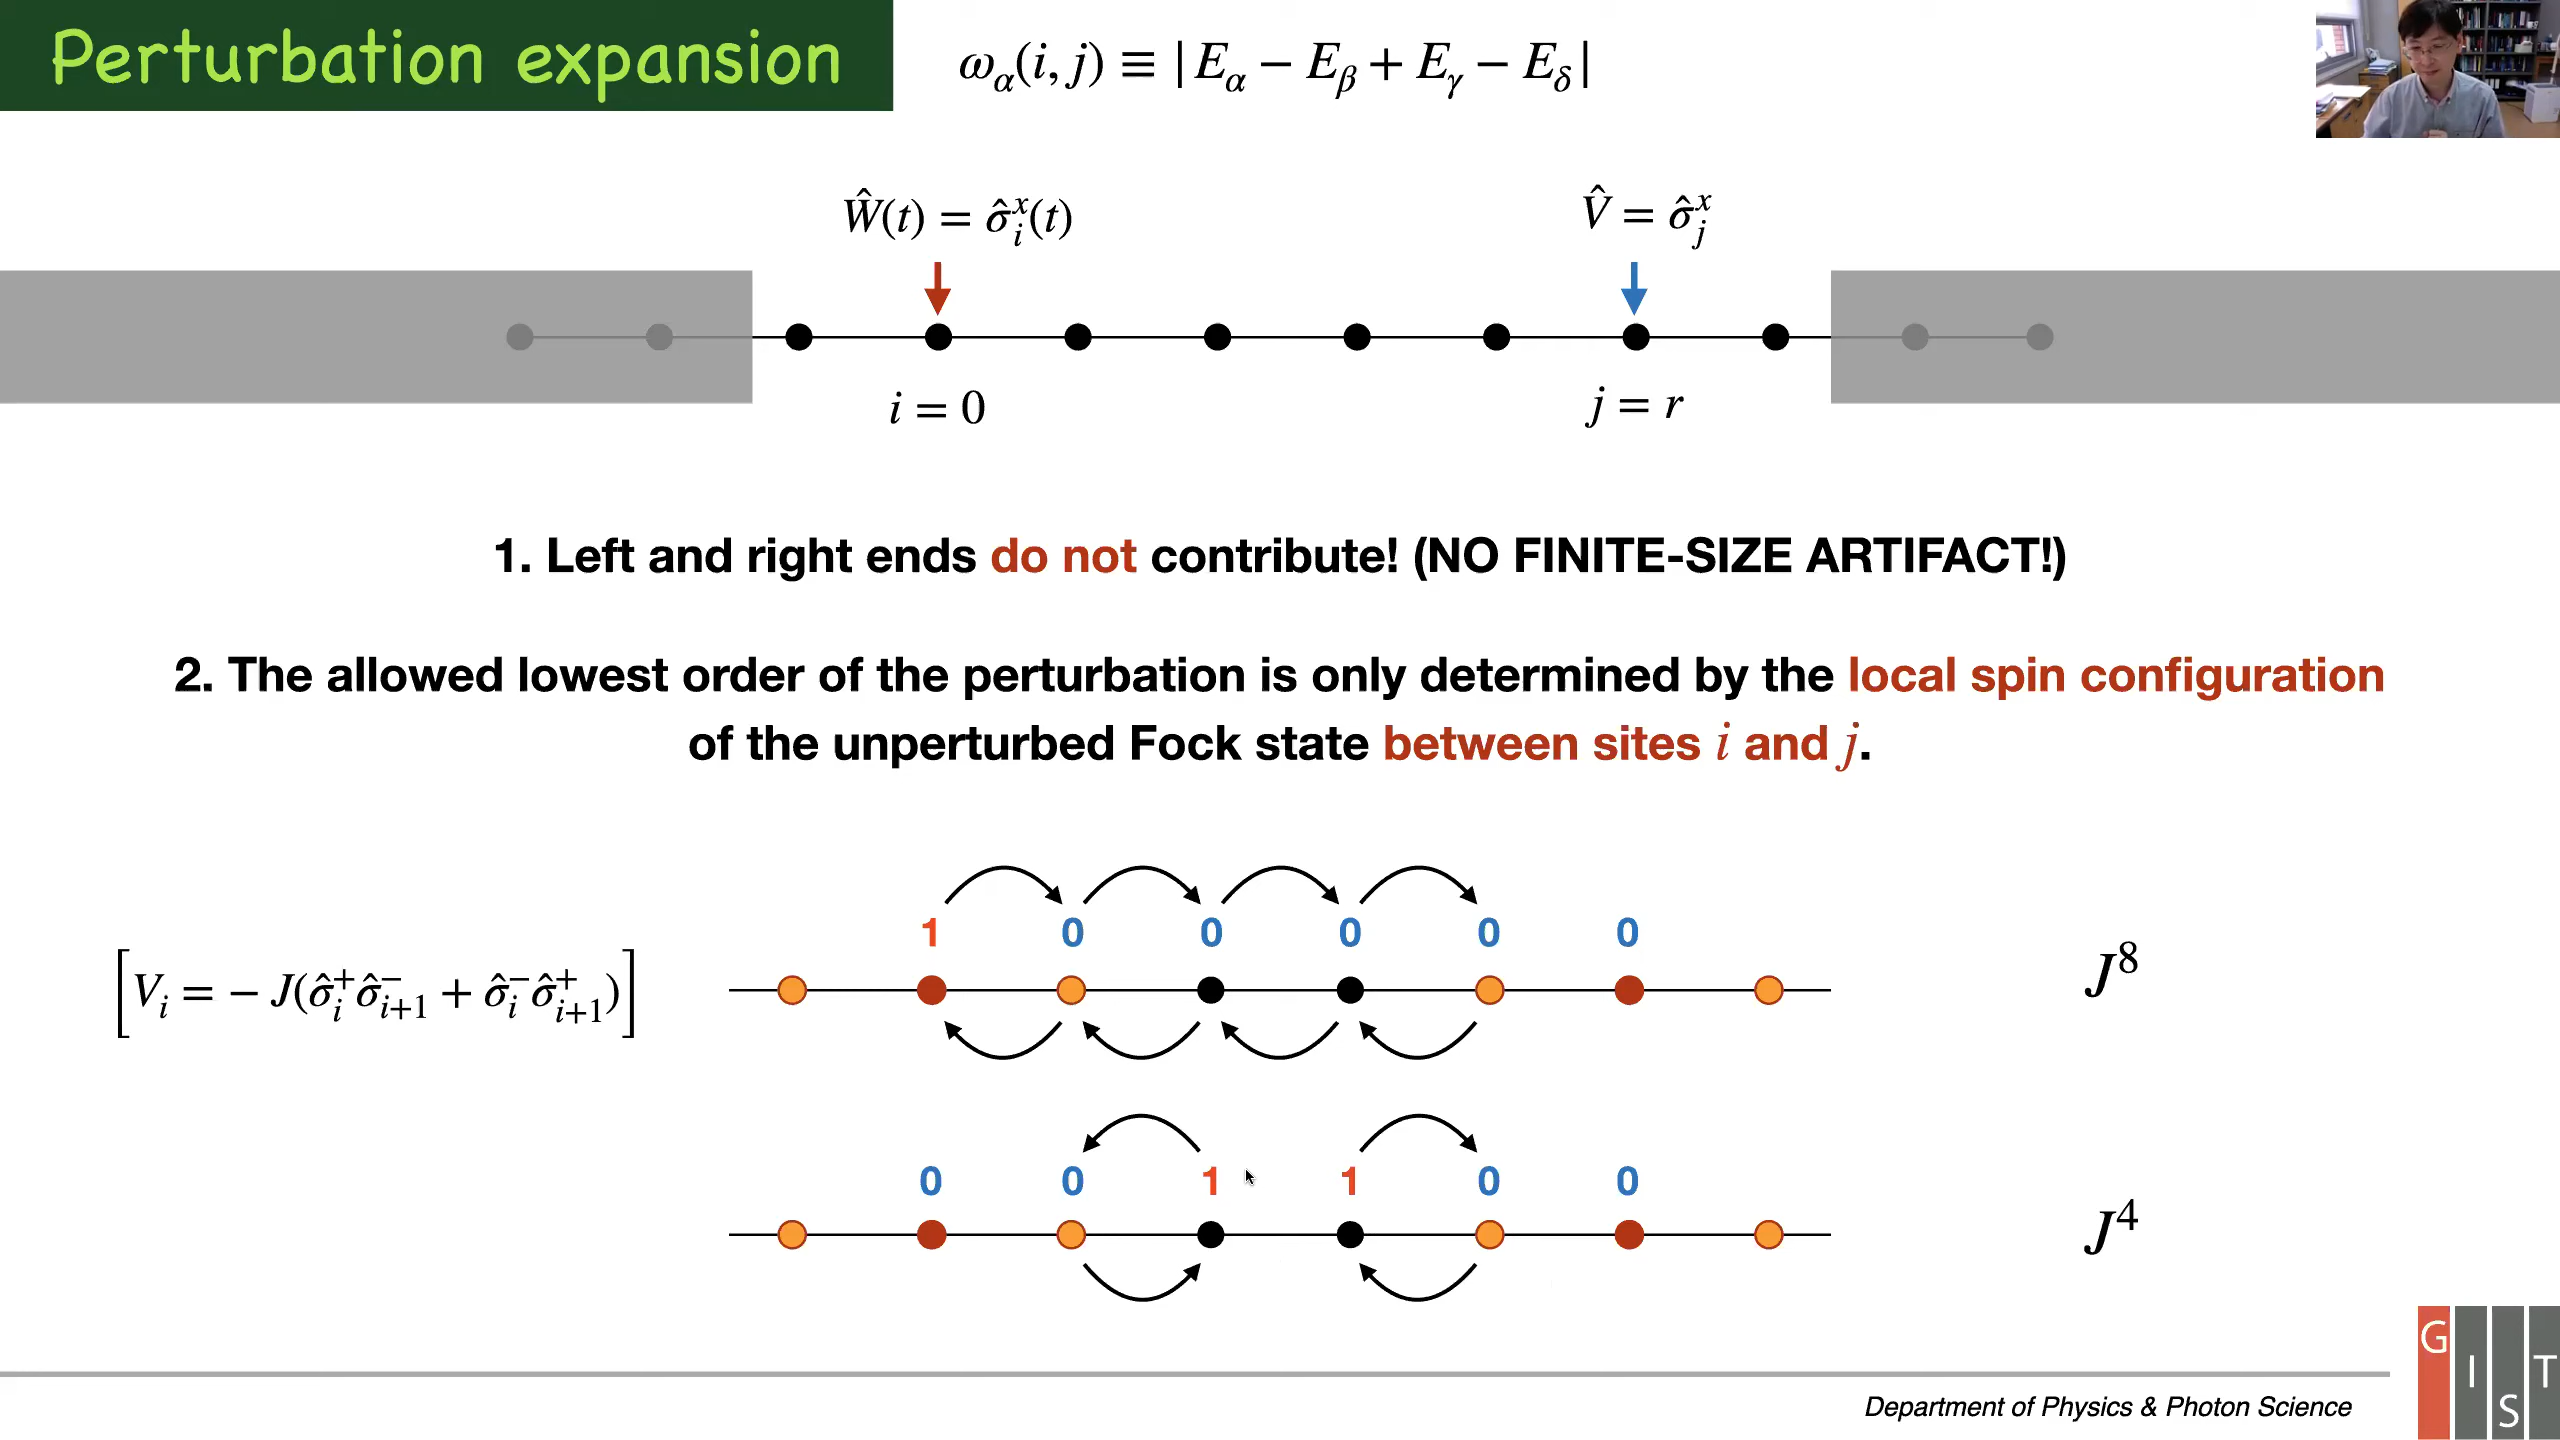 Perturbation expansion
ω_α(i, j) ≡ |E_α − E_β + E_γ − E_δ|
Ŵ(t) = σ̂_i^x(t)
V̂ = σ̂_j^x
i = 0
j = r
1. Left and right ends do not contribute! (NO FINITE-SIZE ARTIFACT!)
2. The allowed lowest order of the perturbation is only determined by the local spin configuration
of the unperturbed Fock state between sites i and j.
1 0 0 0 0 0
[V_i = − J(σ̂_i^+ σ̂_{i+1}^− + σ̂_i^− σ̂_{i+1}^+)]
J^8
0 0 1 1 0 0
J^4
GIST
Department of Physics & Photon Science